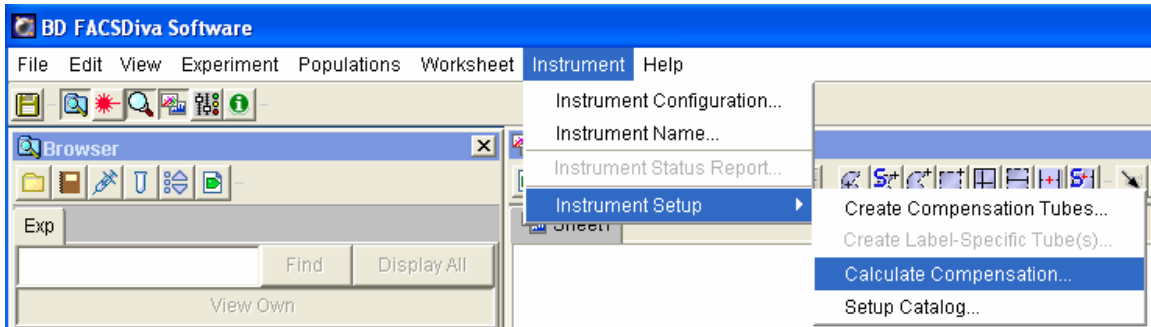 BD FACSDiva Software
File Edit View Experiment Populations Worksheet Instrument Help
Instrument Configuration...
Instrument Name...
Instrument Status Report...
Instrument Setup
Create Compensation Tubes...
Create Label-Specific Tube(s)...
Calculate Compensation...
Setup Catalog...
Browser
Exp
Find Display All
View Own
Sheet1